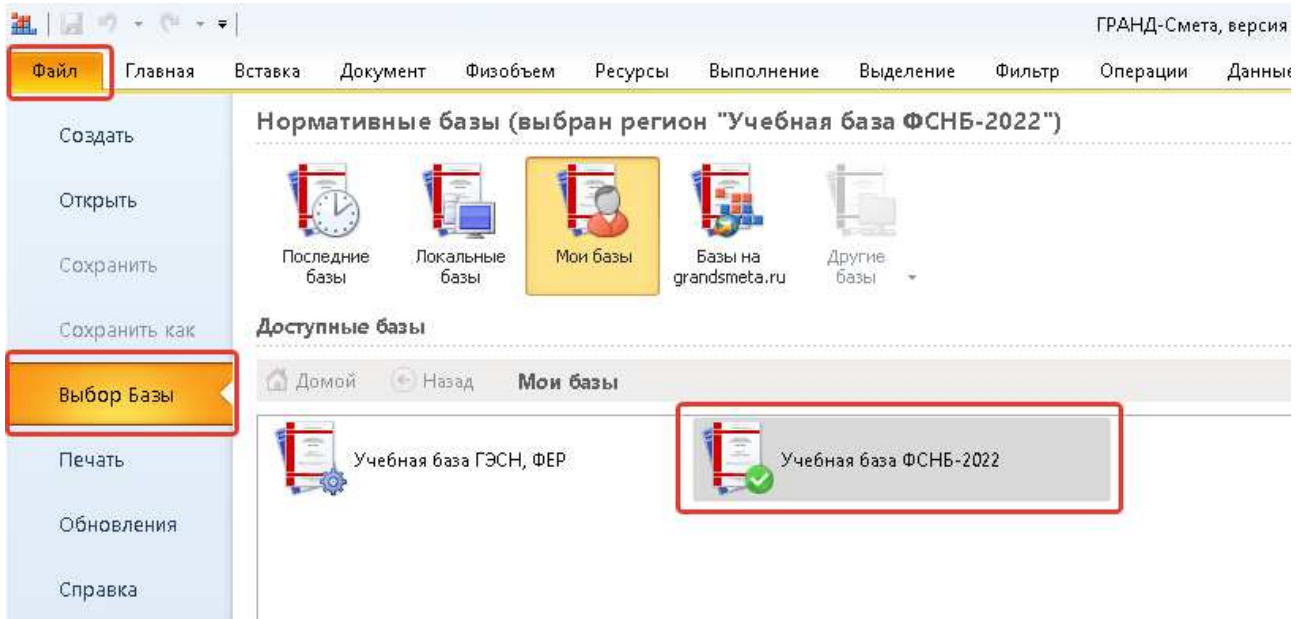 ГРАНД-Смета, версия
Файл Главная Вставка Документ Физобъем Ресурсы Выполнение Выделение Фильтр Операции Данные
Создать
Открыть
Сохранить
Сохранить как
Выбор Базы
Печать
Обновления
Справка
Нормативные базы (выбран регион "Учебная база ФСНБ-2022")
Последние базы
Локальные базы
Мои базы
Базы на grandsmeta.ru
Другие базы
Доступные базы
Домой Назад Мои базы
Учебная база ГЭСН, ФЕР
Учебная база ФСНБ-2022